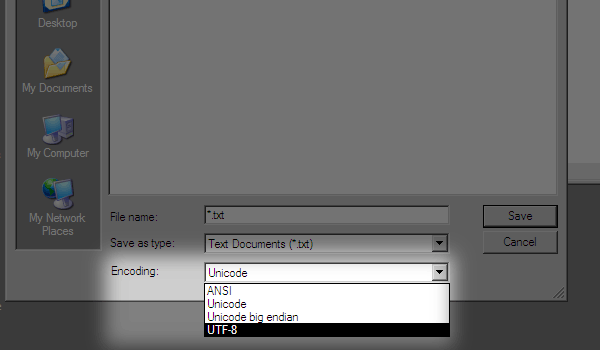 Desktop
My Documents
My Computer
My Network
Places
File name:
*.txt
Save
Save as type:
Text Documents (*.txt)
Cancel
Encoding:
Unicode
ANSI
Unicode
Unicode big endian
UTF-8